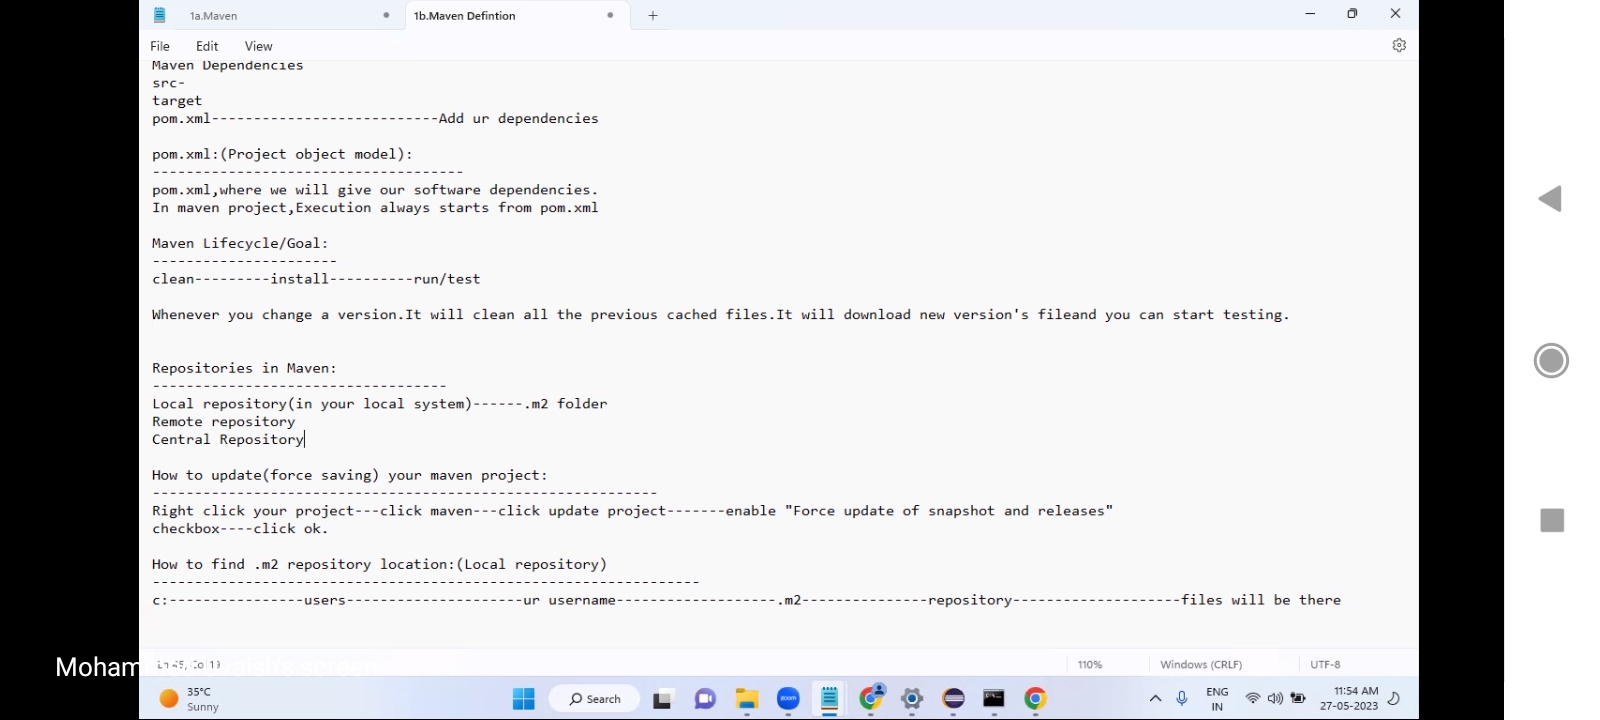 1a.Maven
1b.Maven Defintion
File Edit View
Maven Dependencies
src-
target
pom.xml---------------------------Add ur dependencies
pom.xml:(Project object model):
-------------------------------------
pom.xml,where we will give our software dependencies.
In maven project,Execution always starts from pom.xml
Maven Lifecycle/Goal:
----------------------
clean---------install----------run/test
Whenever you change a version.It will clean all the previous cached files.It will download new version's fileand you can start testing.
Repositories in Maven:
-----------------------------------
Local repository(in your local system)------.m2 folder
Remote repository
Central Repository
How to update(force saving) your maven project:
------------------------------------------------------------
Right click your project---click maven---click update project-------enable "Force update of snapshot and releases"
checkbox----click ok.
How to find .m2 repository location:(Local repository)
-----------------------------------------------------------------
c:----------------users---------------------ur username-------------------.m2---------------repository--------------------files will be there
Ln 45, Col 19
110%
Windows (CRLF)
UTF-8
screen
35°C
Sunny
Search
zoom
ENG
IN
11:54 AM
27-05-2023